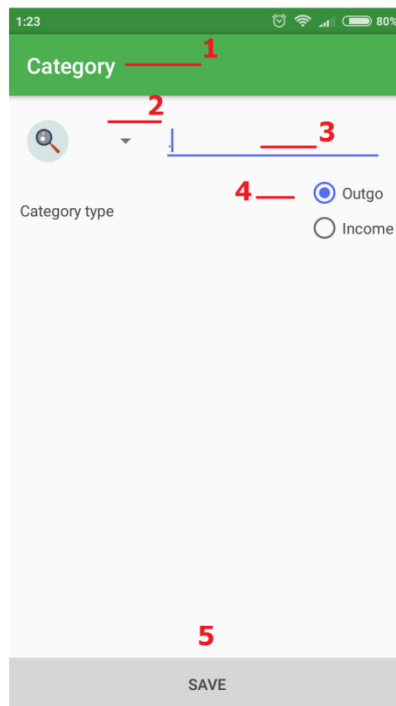 1:23 80%
Category 1
2
3
4 Outgo
Category type
Income
5
SAVE